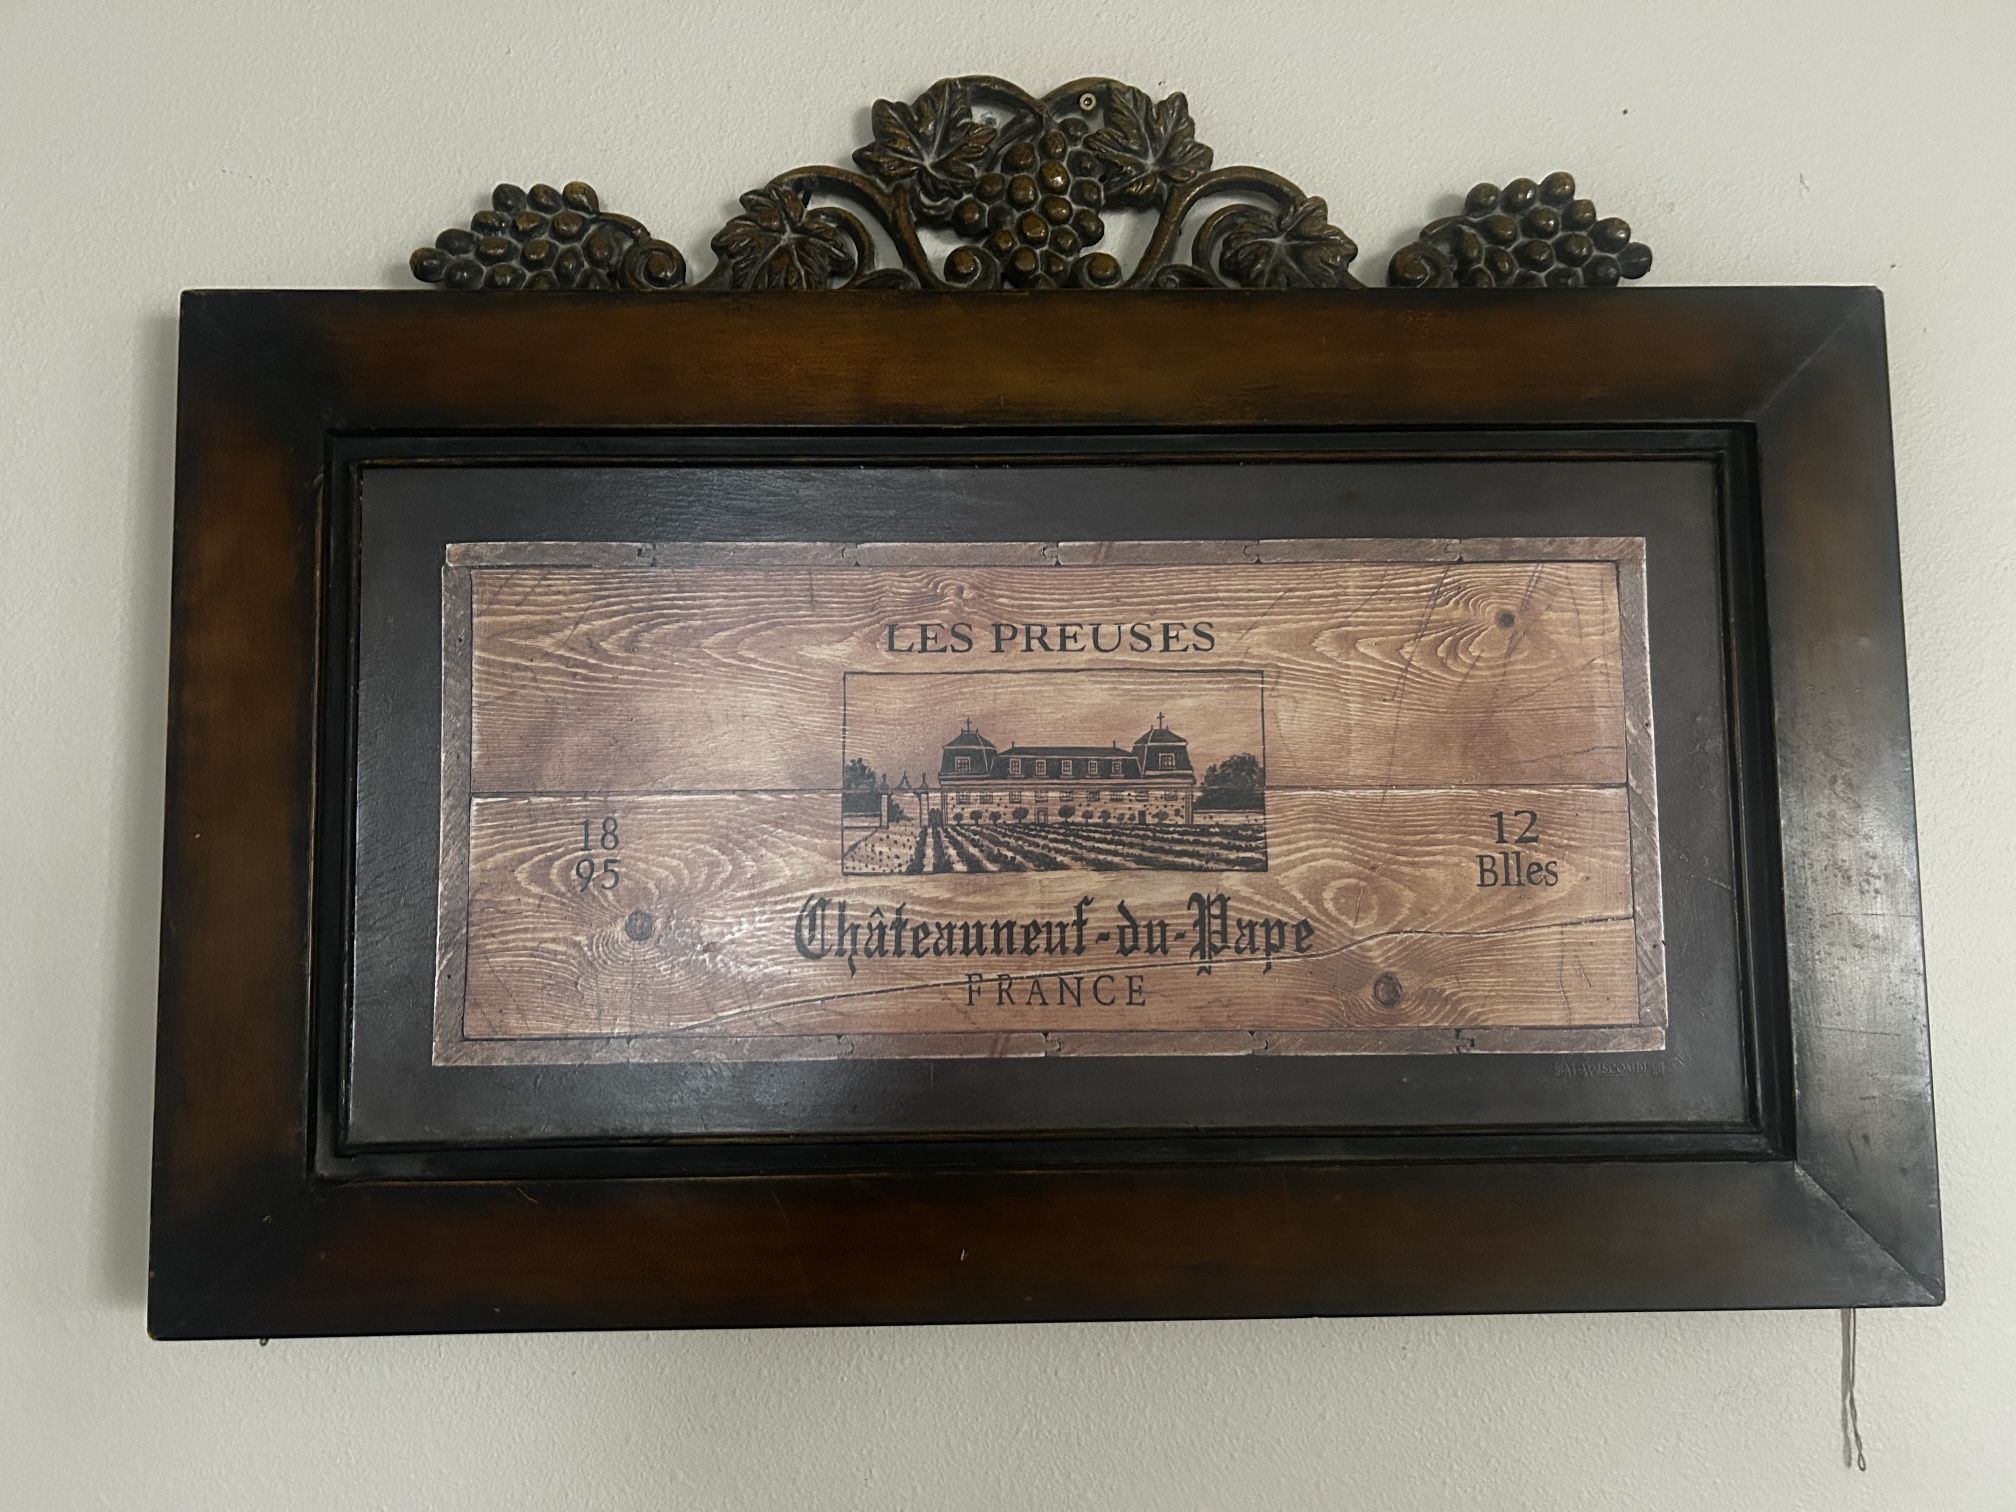 LES PREUSES
18
95
12
Blles
Châteauneuf-du-Pape
FRANCE